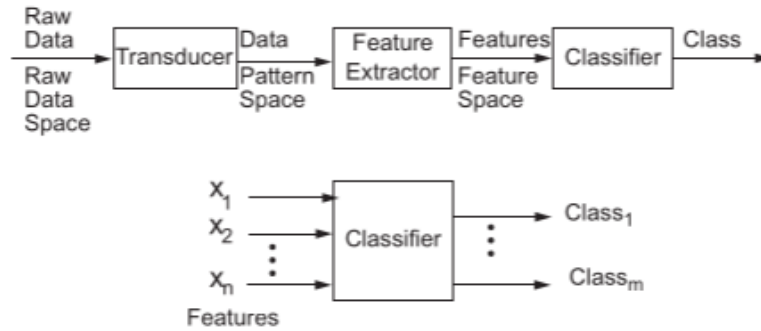 Raw
Data
Raw
Data
Space
Transducer
Data
Pattern
Space
Feature
Extractor
Features
Feature
Space
Classifier
Class
X1
X2
Xn
Features
Classifier
Class1
Classm